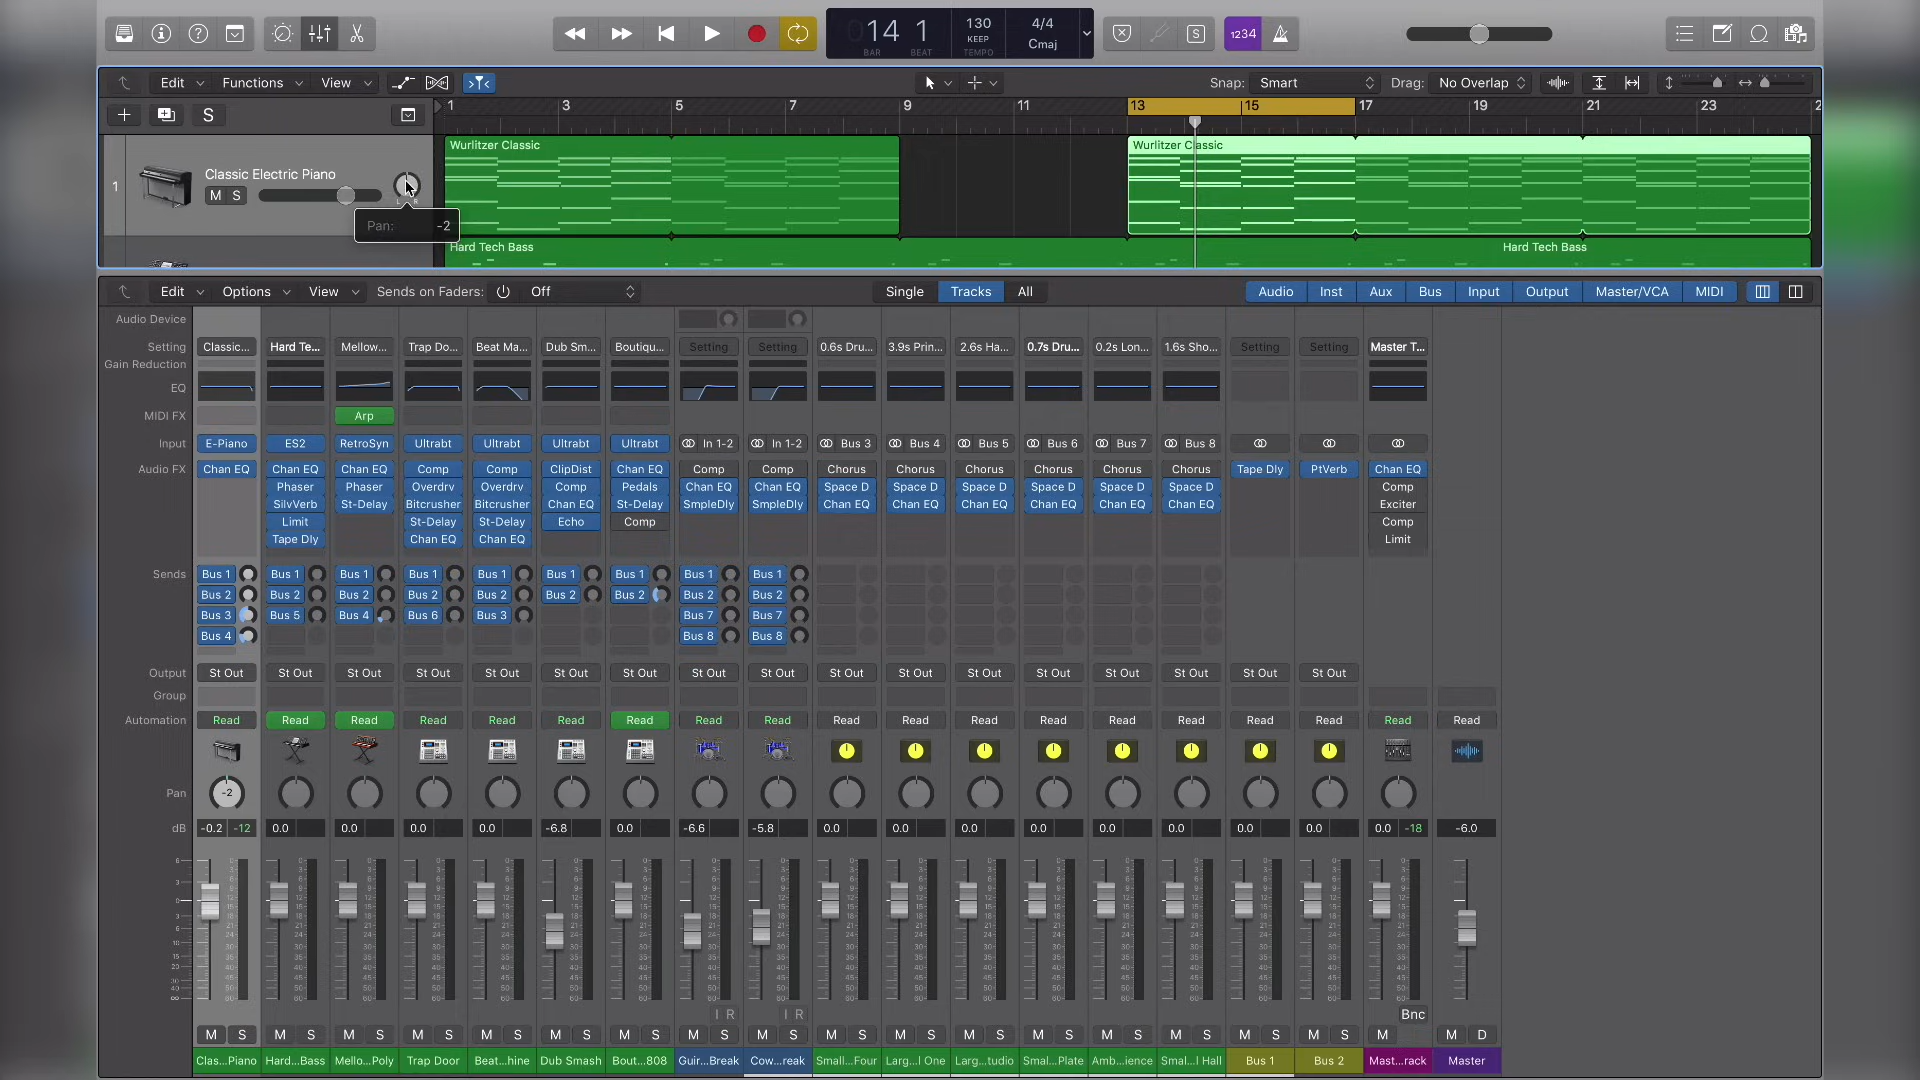 14 1
BAR BEAT
130
KEEP
TEMPO
4/4
Cmaj
S
1234
Edit Functions View
Snap: Smart
Drag: No Overlap
S
1 3 5 7 9 11 13 15 17 19 21 23 2
1
Classic Electric Piano
M S
L R
Pan: -2
Wurlitzer Classic
Wurlitzer Classic
Hard Tech Bass
Hard Tech Bass
Edit Options View Sends on Faders: Off
Single Tracks All
Audio Inst Aux Bus Input Output Master/VCA MIDI
Audio Device
Setting Classic... Hard Te... Mellow... Trap Do... Beat Ma... Dub Sm... Boutiqu... Setting Setting 0.6s Dru... 3.9s Prin... 2.6s Ha... 0.7s Dru... 0.2s Lon... 1.6s Sho... Setting Setting Master T...
Gain Reduction
EQ
MIDI FX Arp
Input E-Piano ES2 RetroSyn Ultrabt Ultrabt Ultrabt Ultrabt In 1-2 In 1-2 Bus 3 Bus 4 Bus 5 Bus 6 Bus 7 Bus 8
Audio FX Chan EQ Chan EQ Chan EQ Comp Comp ClipDist Chan EQ Comp Comp Chorus Chorus Chorus Chorus Chorus Chorus Tape Dly PtVerb Chan EQ
Phaser Phaser Overdrv Overdrv Comp Pedals Chan EQ Chan EQ Space D Space D Space D Space D Space D Space D Comp
SilvVerb St-Delay Bitcrusher Bitcrusher Chan EQ St-Delay SmpleDly SmpleDly Chan EQ Chan EQ Chan EQ Chan EQ Chan EQ Chan EQ Exciter
Limit St-Delay St-Delay Echo Comp Comp
Tape Dly Chan EQ Chan EQ Limit
Sends Bus 1 Bus 1 Bus 1 Bus 1 Bus 1 Bus 1 Bus 1 Bus 1 Bus 1
Bus 2 Bus 2 Bus 2 Bus 2 Bus 2 Bus 2 Bus 2 Bus 2 Bus 2
Bus 3 Bus 5 Bus 4 Bus 6 Bus 3 Bus 7 Bus 7
Bus 4 Bus 8 Bus 8
Output St Out St Out St Out St Out St Out St Out St Out St Out St Out St Out St Out St Out St Out St Out St Out St Out St Out
Group
Automation Read Read Read Read Read Read Read Read Read Read Read Read Read Read Read Read Read Read Read
Pan -2
dB -0.2 -12 0.0 0.0 0.0 0.0 -6.8 0.0 -6.6 -5.8 0.0 0.0 0.0 0.0 0.0 0.0 0.0 0.0 0.0 -18 -6.0
I R I R Bnc
M S M S M S M S M S M S M S M S M S M S M S M S M S M S M S M S M S M M D
Clas...Piano Hard...Bass Mello...Poly Trap Door Beat...hine Dub Smash Bout...808 Guir...Break Cow...reak Small...Four Larg...l One Larg...tudio Smal...Plate Amb...ience Smal...l Hall Bus 1 Bus 2 Mast...rack Master